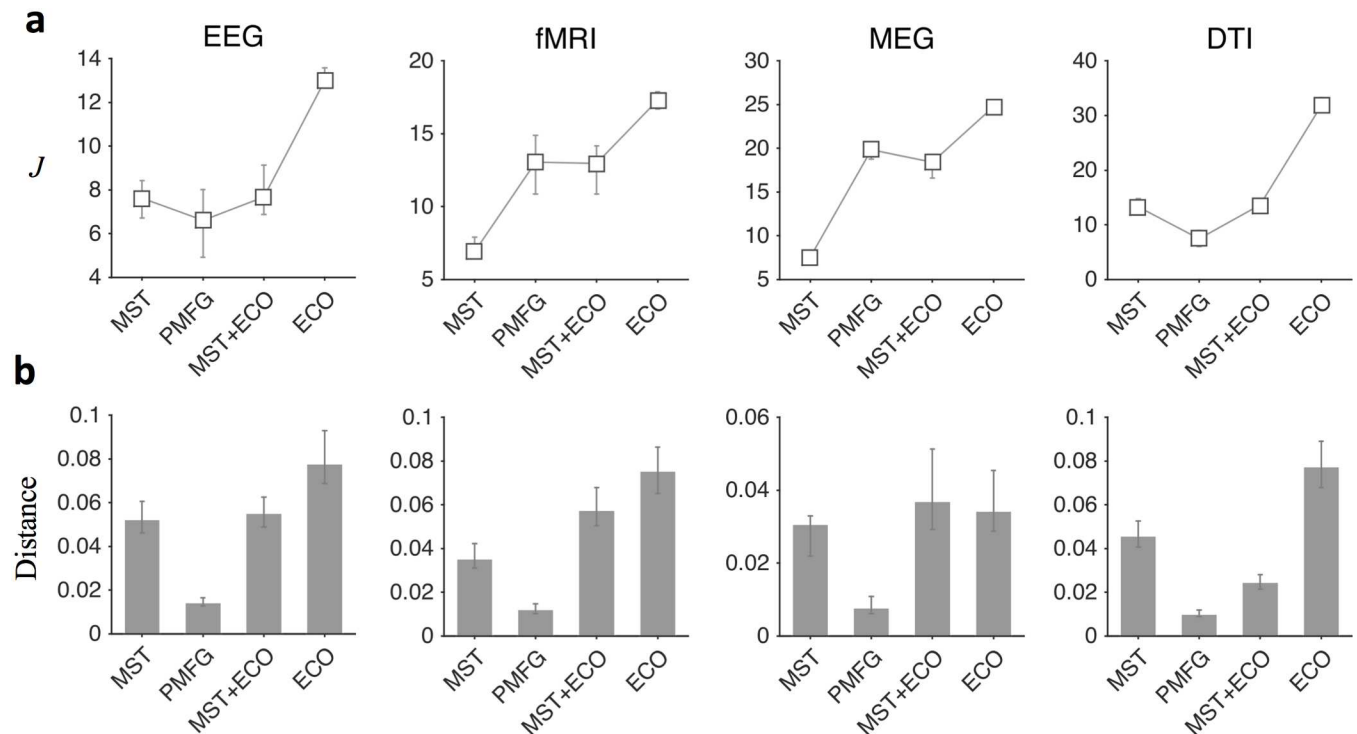 a
EEG
fMRI
MEG
DTI
J
14
12
10
8
6
4
MST
PMFG
MST+ECO
ECO
20
15
10
5
MST
PMFG
MST+ECO
ECO
30
25
20
15
10
5
MST
PMFG
MST+ECO
ECO
40
30
20
10
0
MST
PMFG
MST+ECO
ECO
b
Distance
0.1
0.08
0.06
0.04
0.02
0
MST
PMFG
MST+ECO
ECO
0.1
0.08
0.06
0.04
0.02
0
MST
PMFG
MST+ECO
ECO
0.06
0.04
0.02
0
MST
PMFG
MST+ECO
ECO
0.1
0.08
0.06
0.04
0.02
0
MST
PMFG
MST+ECO
ECO